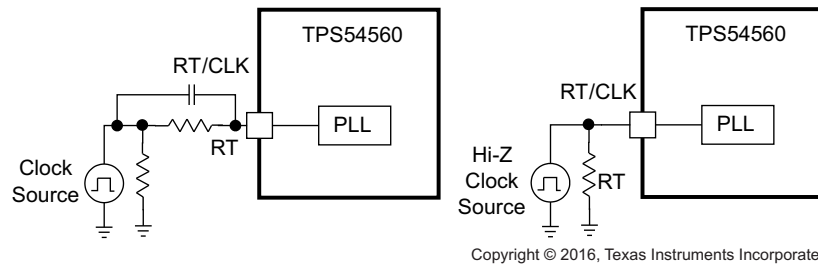 TPS54560
RT/CLK
PLL
RT
Clock
Source
TPS54560
RT/CLK
PLL
Hi-Z
Clock
Source
RT
Copyright © 2016, Texas Instruments Incorporate